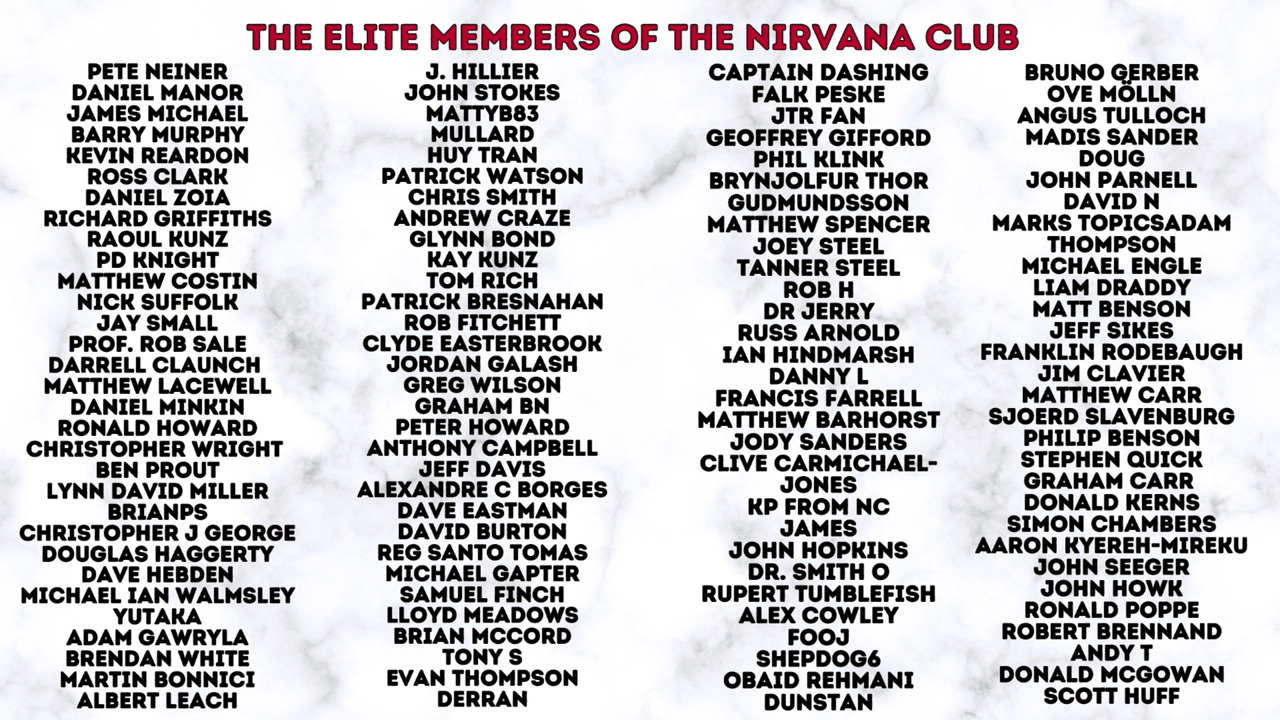 THE ELITE MEMBERS OF THE NIRVANA CLUB
PETE NEINER
DANIEL MANOR
JAMES MICHAEL
BARRY MURPHY
KEVIN REARDON
ROSS CLARK
DANIEL ZOIA
RICHARD GRIFFITHS
RAOUL KUNZ
PD KNIGHT
MATTHEW COSTIN
NICK SUFFOLK
JAY SMALL
PROF. ROB SALE
DARRELL CLAUNCH
MATTHEW LACEWELL
DANIEL MINKIN
RONALD HOWARD
CHRISTOPHER WRIGHT
BEN PROUT
LYNN DAVID MILLER
BRIANPS
CHRISTOPHER J GEORGE
DOUGLAS HAGGERTY
DAVE HEBDEN
MICHAEL IAN WALMSLEY
YUTAKA
ADAM GAWRYLA
BRENDAN WHITE
MARTIN BONNICI
ALBERT LEACH
J. HILLIER
JOHN STOKES
MATTYB83
MULLARD
HUY TRAN
PATRICK WATSON
CHRIS SMITH
ANDREW CRAZE
GLYNN BOND
KAY KUNZ
TOM RICH
PATRICK BRESNAHAN
ROB FITCHETT
CLYDE EASTERBROOK
JORDAN GALASH
GREG WILSON
GRAHAM BN
PETER HOWARD
ANTHONY CAMPBELL
JEFF DAVIS
ALEXANDRE C BORGES
DAVE EASTMAN
DAVID BURTON
REG SANTO TOMAS
MICHAEL GAPTER
SAMUEL FINCH
LLOYD MEADOWS
BRIAN MCCORD
TONY S
EVAN THOMPSON
DERRAN
CAPTAIN DASHING
FALK PESKE
JTR FAN
GEOFFREY GIFFORD
PHIL KLINK
BRYNJOLFUR THOR
GUDMUNDSSON
MATTHEW SPENCER
JOEY STEEL
TANNER STEEL
ROB H
DR JERRY
RUSS ARNOLD
IAN HINDMARSH
DANNY L
FRANCIS FARRELL
MATTHEW BARHORST
JODY SANDERS
CLIVE CARMICHAEL-
JONES
KP FROM NC
JAMES
JOHN HOPKINS
DR. SMITH O
RUPERT TUMBLEFISH
ALEX COWLEY
FOOJ
SHEPDOG6
OBAID REHMANI
DUNSTAN
BRUNO GERBER
OVE MÖLLN
ANGUS TULLOCH
MADIS SANDER
DOUG
JOHN PARNELL
DAVID N
MARKS TOPICSADAM
THOMPSON
MICHAEL ENGLE
LIAM DRADDY
MATT BENSON
JEFF SIKES
FRANKLIN RODEBAUGH
JIM CLAVIER
MATTHEW CARR
SJOERD SLAVENBURG
PHILIP BENSON
STEPHEN QUICK
GRAHAM CARR
DONALD KERNS
SIMON CHAMBERS
AARON KYEREH-MIREKU
JOHN SEEGER
JOHN HOWK
RONALD POPPE
ROBERT BRENNAND
ANDY T
DONALD MCGOWAN
SCOTT HUFF